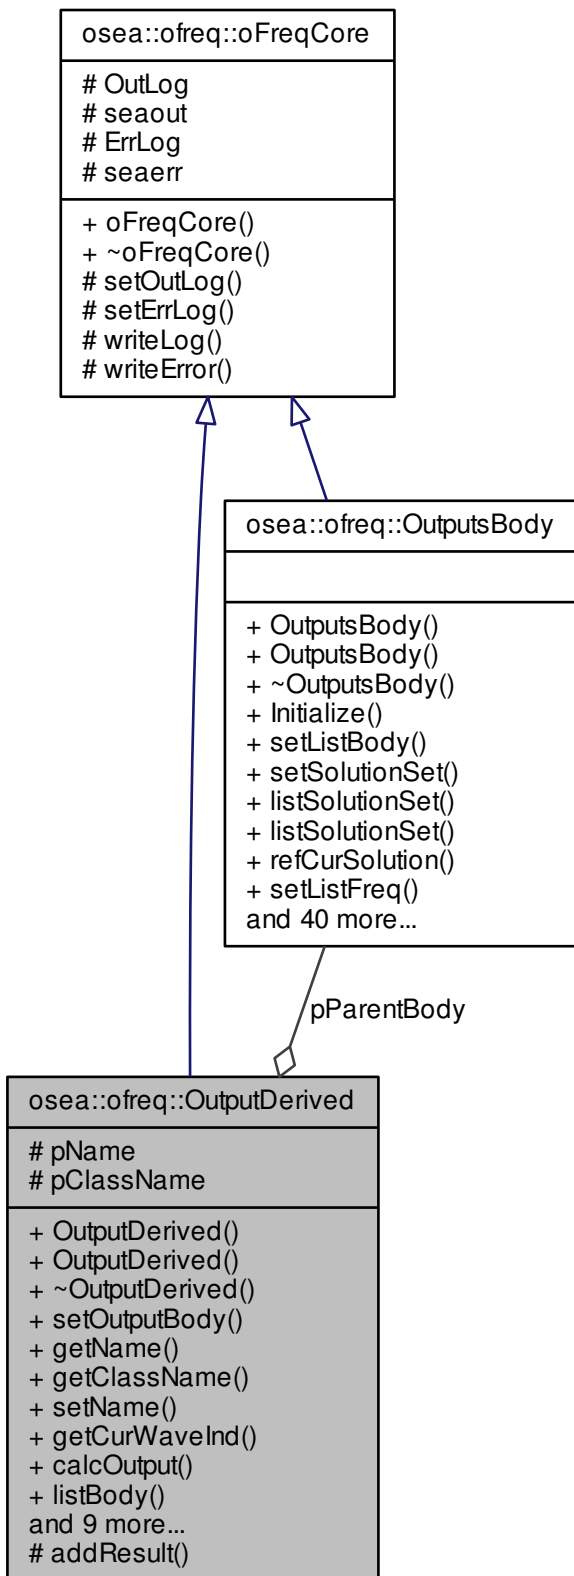 osea::ofreq::oFreqCore
# OutLog
# seaout
# ErrLog
# seaerr
+ oFreqCore()
+ ~oFreqCore()
# setOutLog()
# setErrLog()
# writeLog()
# writeError()
osea::ofreq::OutputsBody
+ OutputsBody()
+ OutputsBody()
+ ~OutputsBody()
+ Initialize()
+ setListBody()
+ setSolutionSet()
+ listSolutionSet()
+ listSolutionSet()
+ refCurSolution()
+ setListFreq()
and 40 more...
pParentBody
osea::ofreq::OutputDerived
# pName
# pClassName
+ OutputDerived()
+ OutputDerived()
+ ~OutputDerived()
+ setOutputBody()
+ getName()
+ getClassName()
+ setName()
+ getCurWaveInd()
+ calcOutput()
+ listBody()
and 9 more...
# addResult()